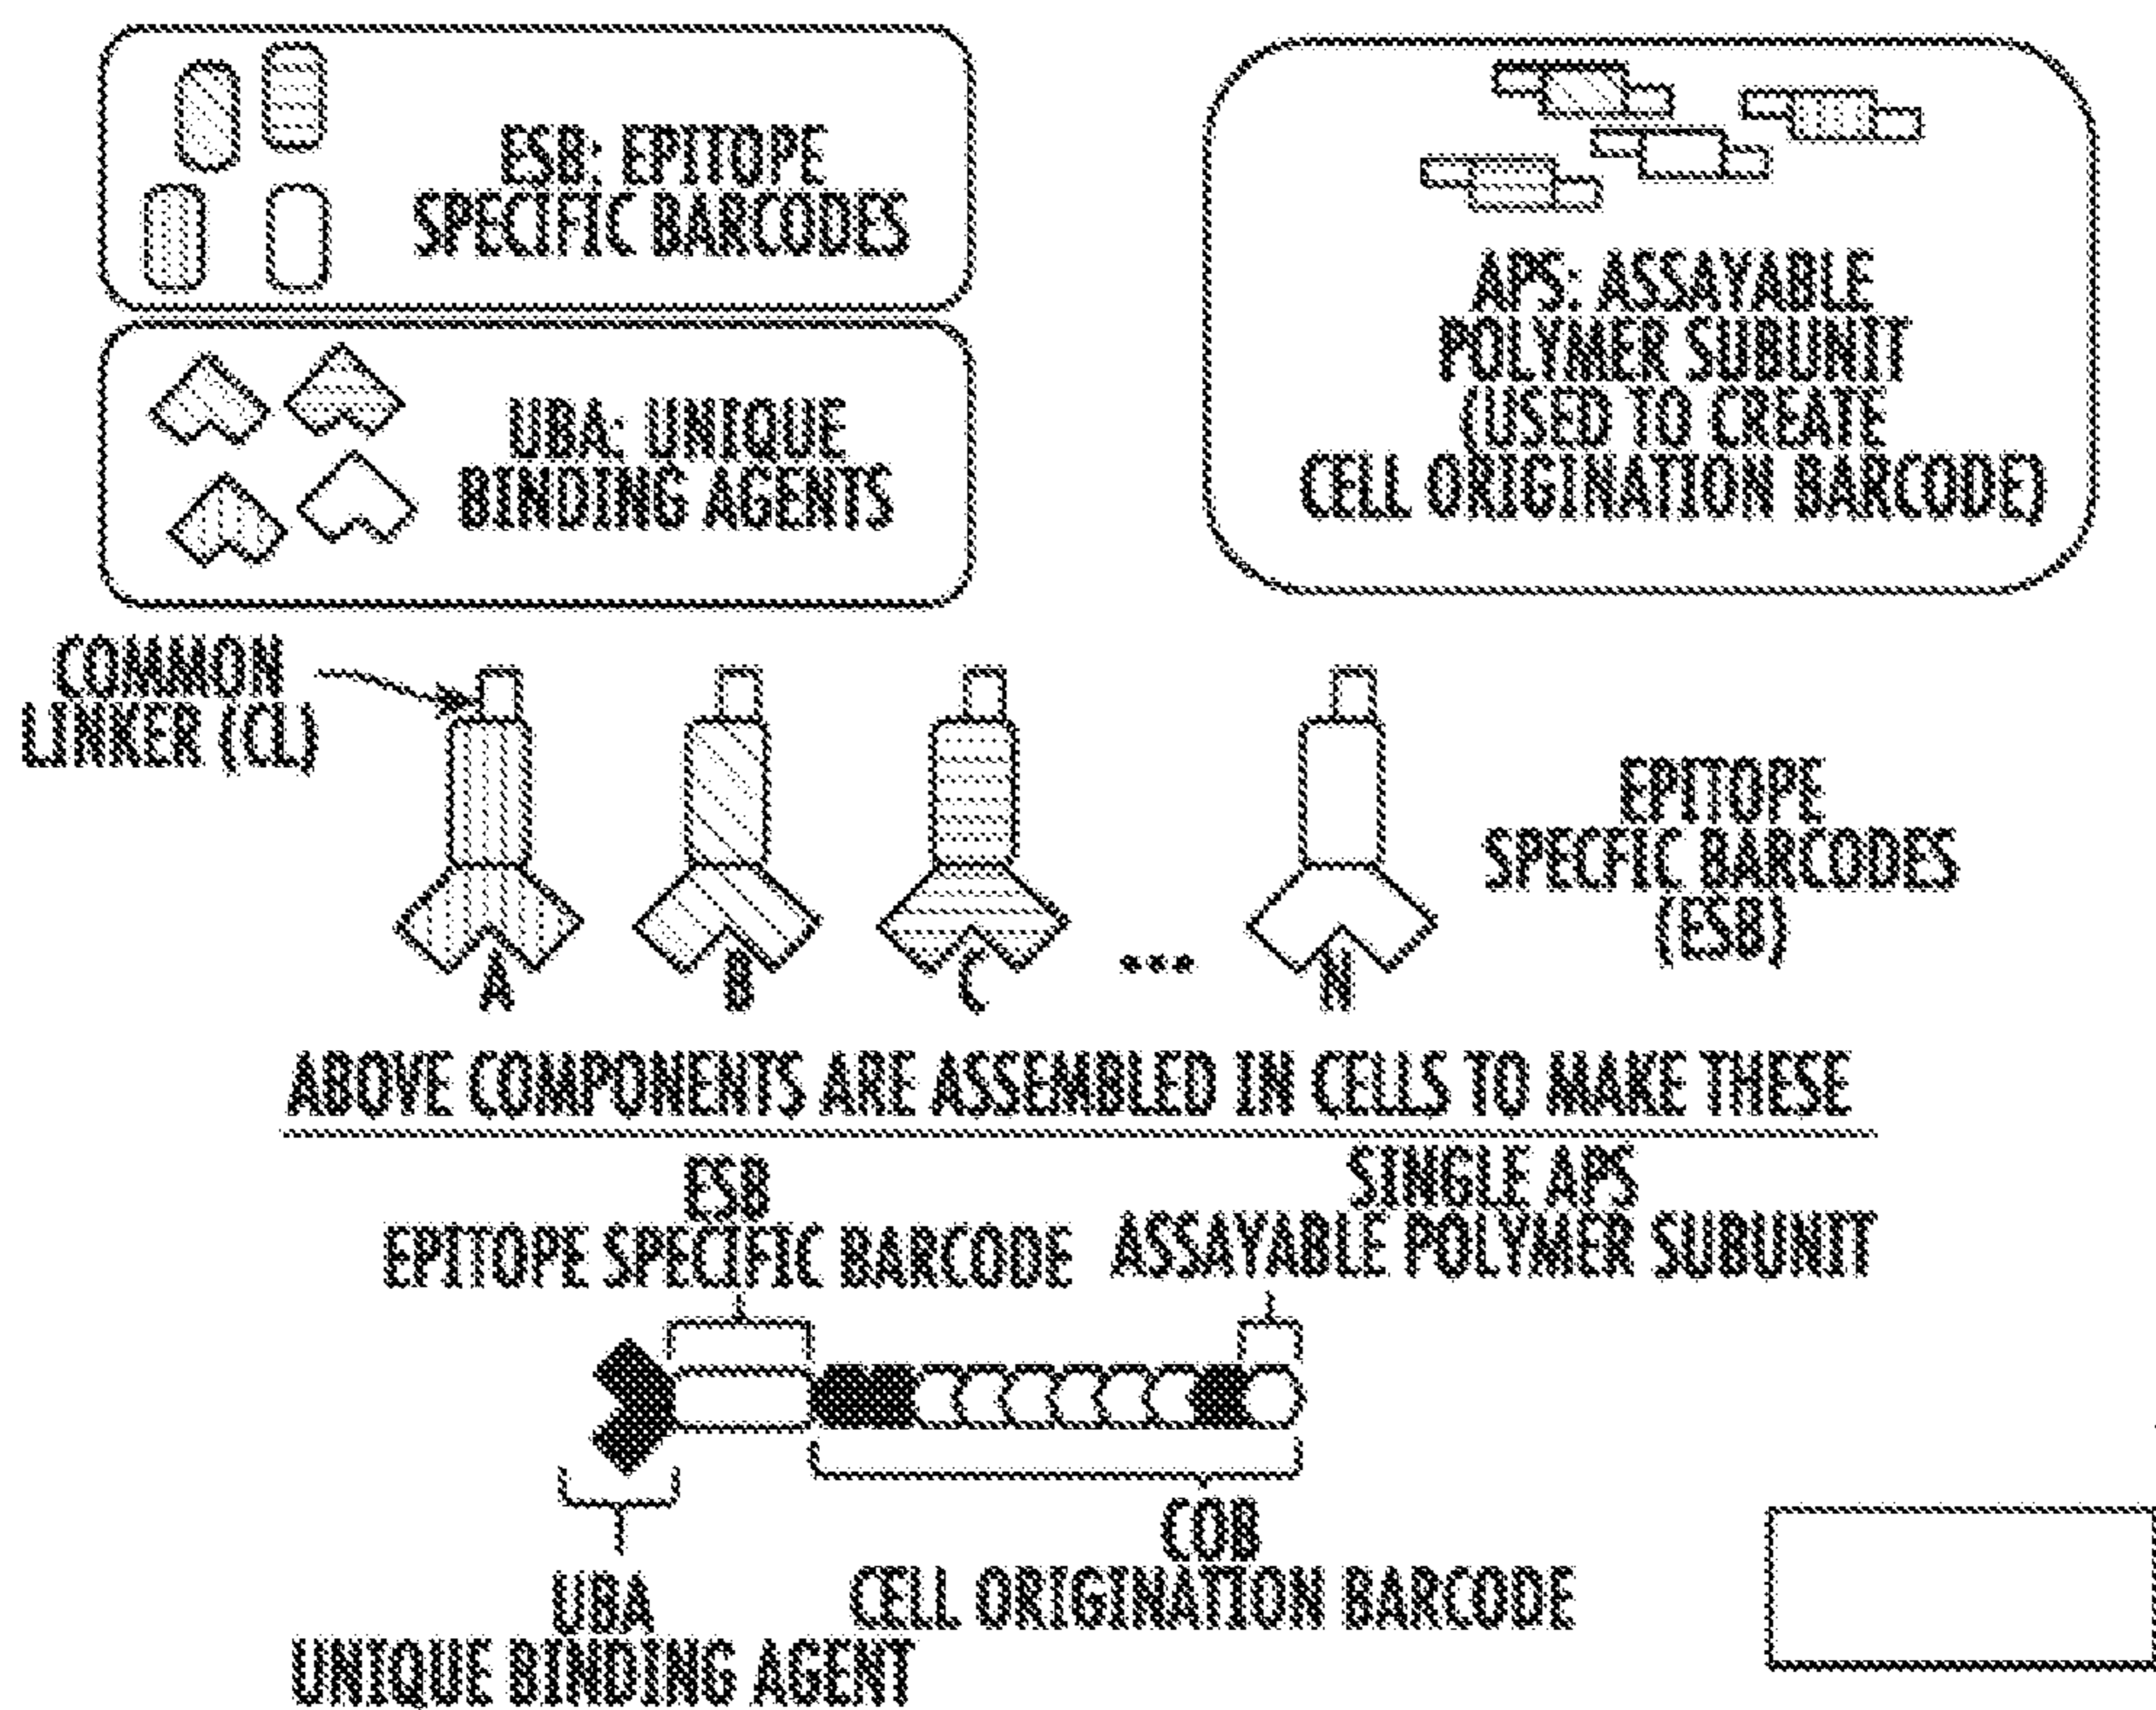 ESB: EPITOPE
SPECIFIC BARCODES
UBA: UNIQUE
BINDING AGENTS
APS: ASSAYABLE
POLYMER SUBUNIT
(USED TO CREATE
CELL ORIGINATION BARCODE)
COMMON
LINKER (CL)
A
B
C
...
N
EPITOPE
SPECFIC BARCODES
(ESB)
ABOVE COMPONENTS ARE ASSEMBLED IN CELLS TO MAKE THESE
ESB
EPITOPE SPECIFIC BARCODE
SINGLE APS
ASSAYABLE POLYMER SUBUNIT
COB
CELL ORIGINATION BARCODE
UBA
UNIQUE BINDING AGENT